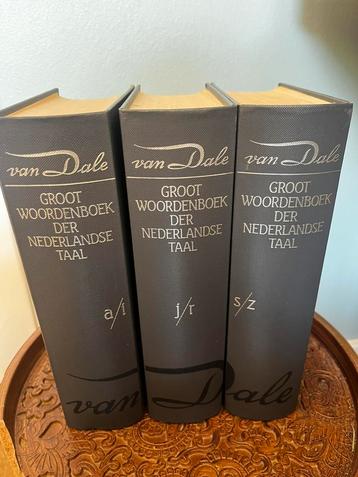 van Dale
GROOT
WOORDENBOEK
DER
NEDERLANDSE
TAAL
a/i
van Dale
GROOT
WOORDENBOEK
DER
NEDERLANDSE
TAAL
j/r
van Dale
GROOT
WOORDENBOEK
DER
NEDERLANDSE
TAAL
s/z
van Dale